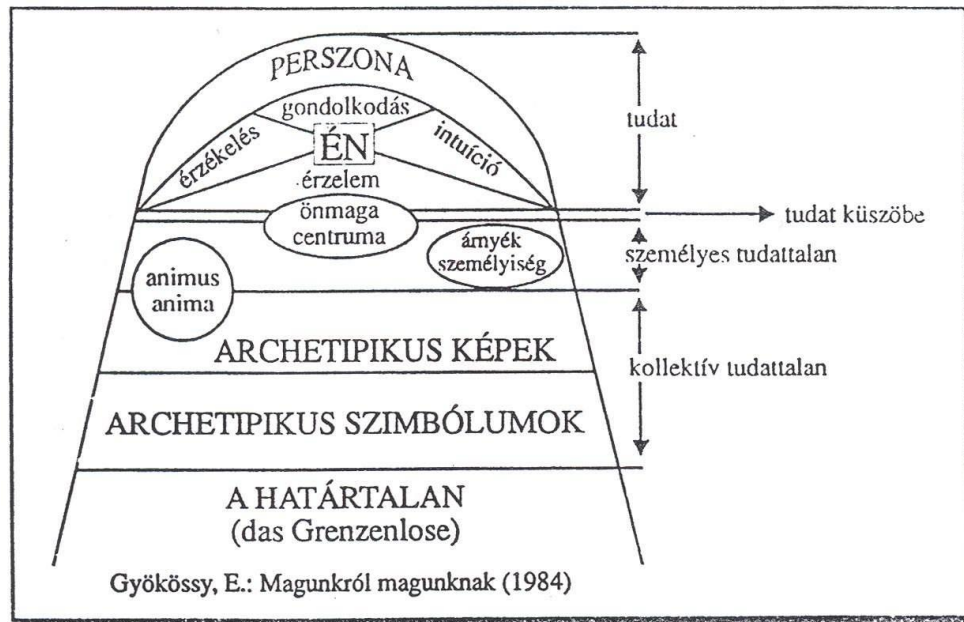 PERSZONA
gondolkodás
érzékelés
ÉN
intuíció
érzelem
tudat
önmaga
centruma
tudat küszöbe
árnyék
személyiség
személyes tudattalan
animus
anima
ARCHETIPIKUS KÉPEK
kollektív tudattalan
ARCHETIPIKUS SZIMBÓLUMOK
A HATÁRTALAN
(das Grenzenlose)
Gyökössy, E.: Magunkról magunknak (1984)